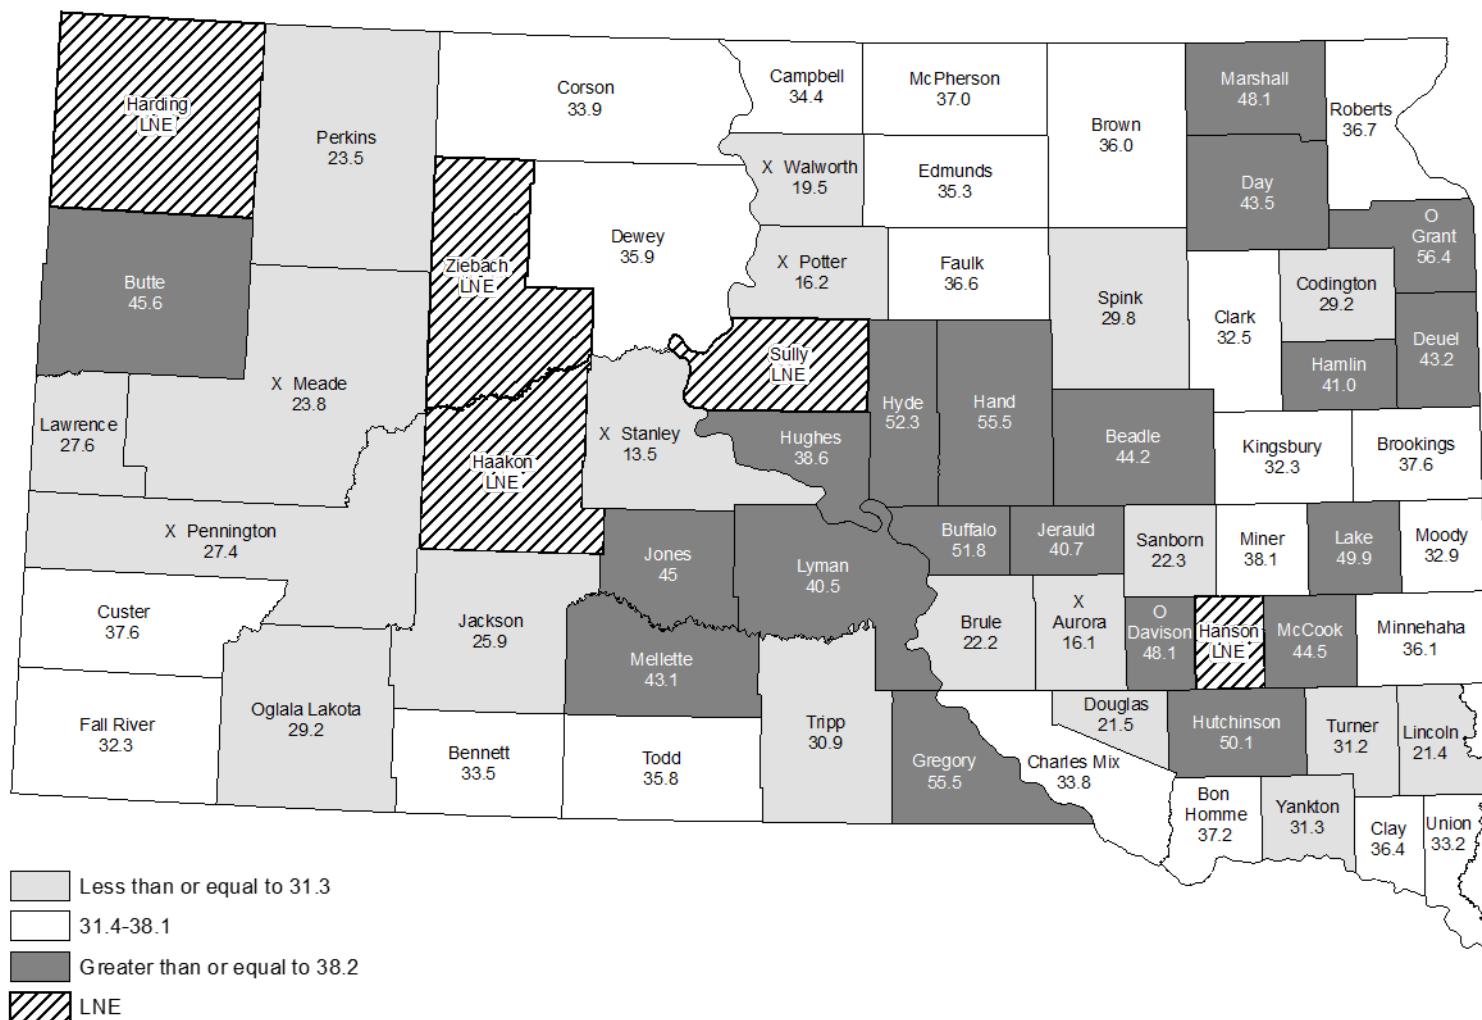 Harding
LNE
Perkins
23.5
Corson
33.9
Campbell
34.4
McPherson
37.0
Brown
36.0
Marshall
48.1
Roberts
36.7
X Walworth
19.5
Edmunds
35.3
Day
43.5
Butte
45.6
Ziebach
LNE
Dewey
35.9
X Potter
16.2
Faulk
36.6
Spink
29.8
Clark
32.5
Codington
29.2
O
Grant
56.4
Deuel
43.2
Hamlin
41.0
Lawrence
27.6
X Meade
23.8
Haakon
LNE
X Stanley
13.5
Sully
LNE
Hughes
38.6
Hyde
52.3
Hand
55.5
Beadle
44.2
Kingsbury
32.3
Brookings
37.6
X Pennington
27.4
Jones
45
Lyman
40.5
Buffalo
51.8
Jerauld
40.7
Sanborn
22.3
Miner
38.1
Lake
49.9
Moody
32.9
Custer
37.6
Jackson
25.9
Mellette
43.1
Brule
22.2
X
Aurora
16.1
O
Davison
48.1
Hanson
LNE
McCook
44.5
Minnehaha
36.1
Fall River
32.3
Oglala Lakota
29.2
Bennett
33.5
Todd
35.8
Tripp
30.9
Gregory
55.5
Charles Mix
33.8
Douglas
21.5
Hutchinson
50.1
Turner
31.2
Lincoln
21.4
Bon
Homme
37.2
Yankton
31.3
Clay
36.4
Union
33.2
Less than or equal to 31.3
31.4-38.1
Greater than or equal to 38.2
LNE